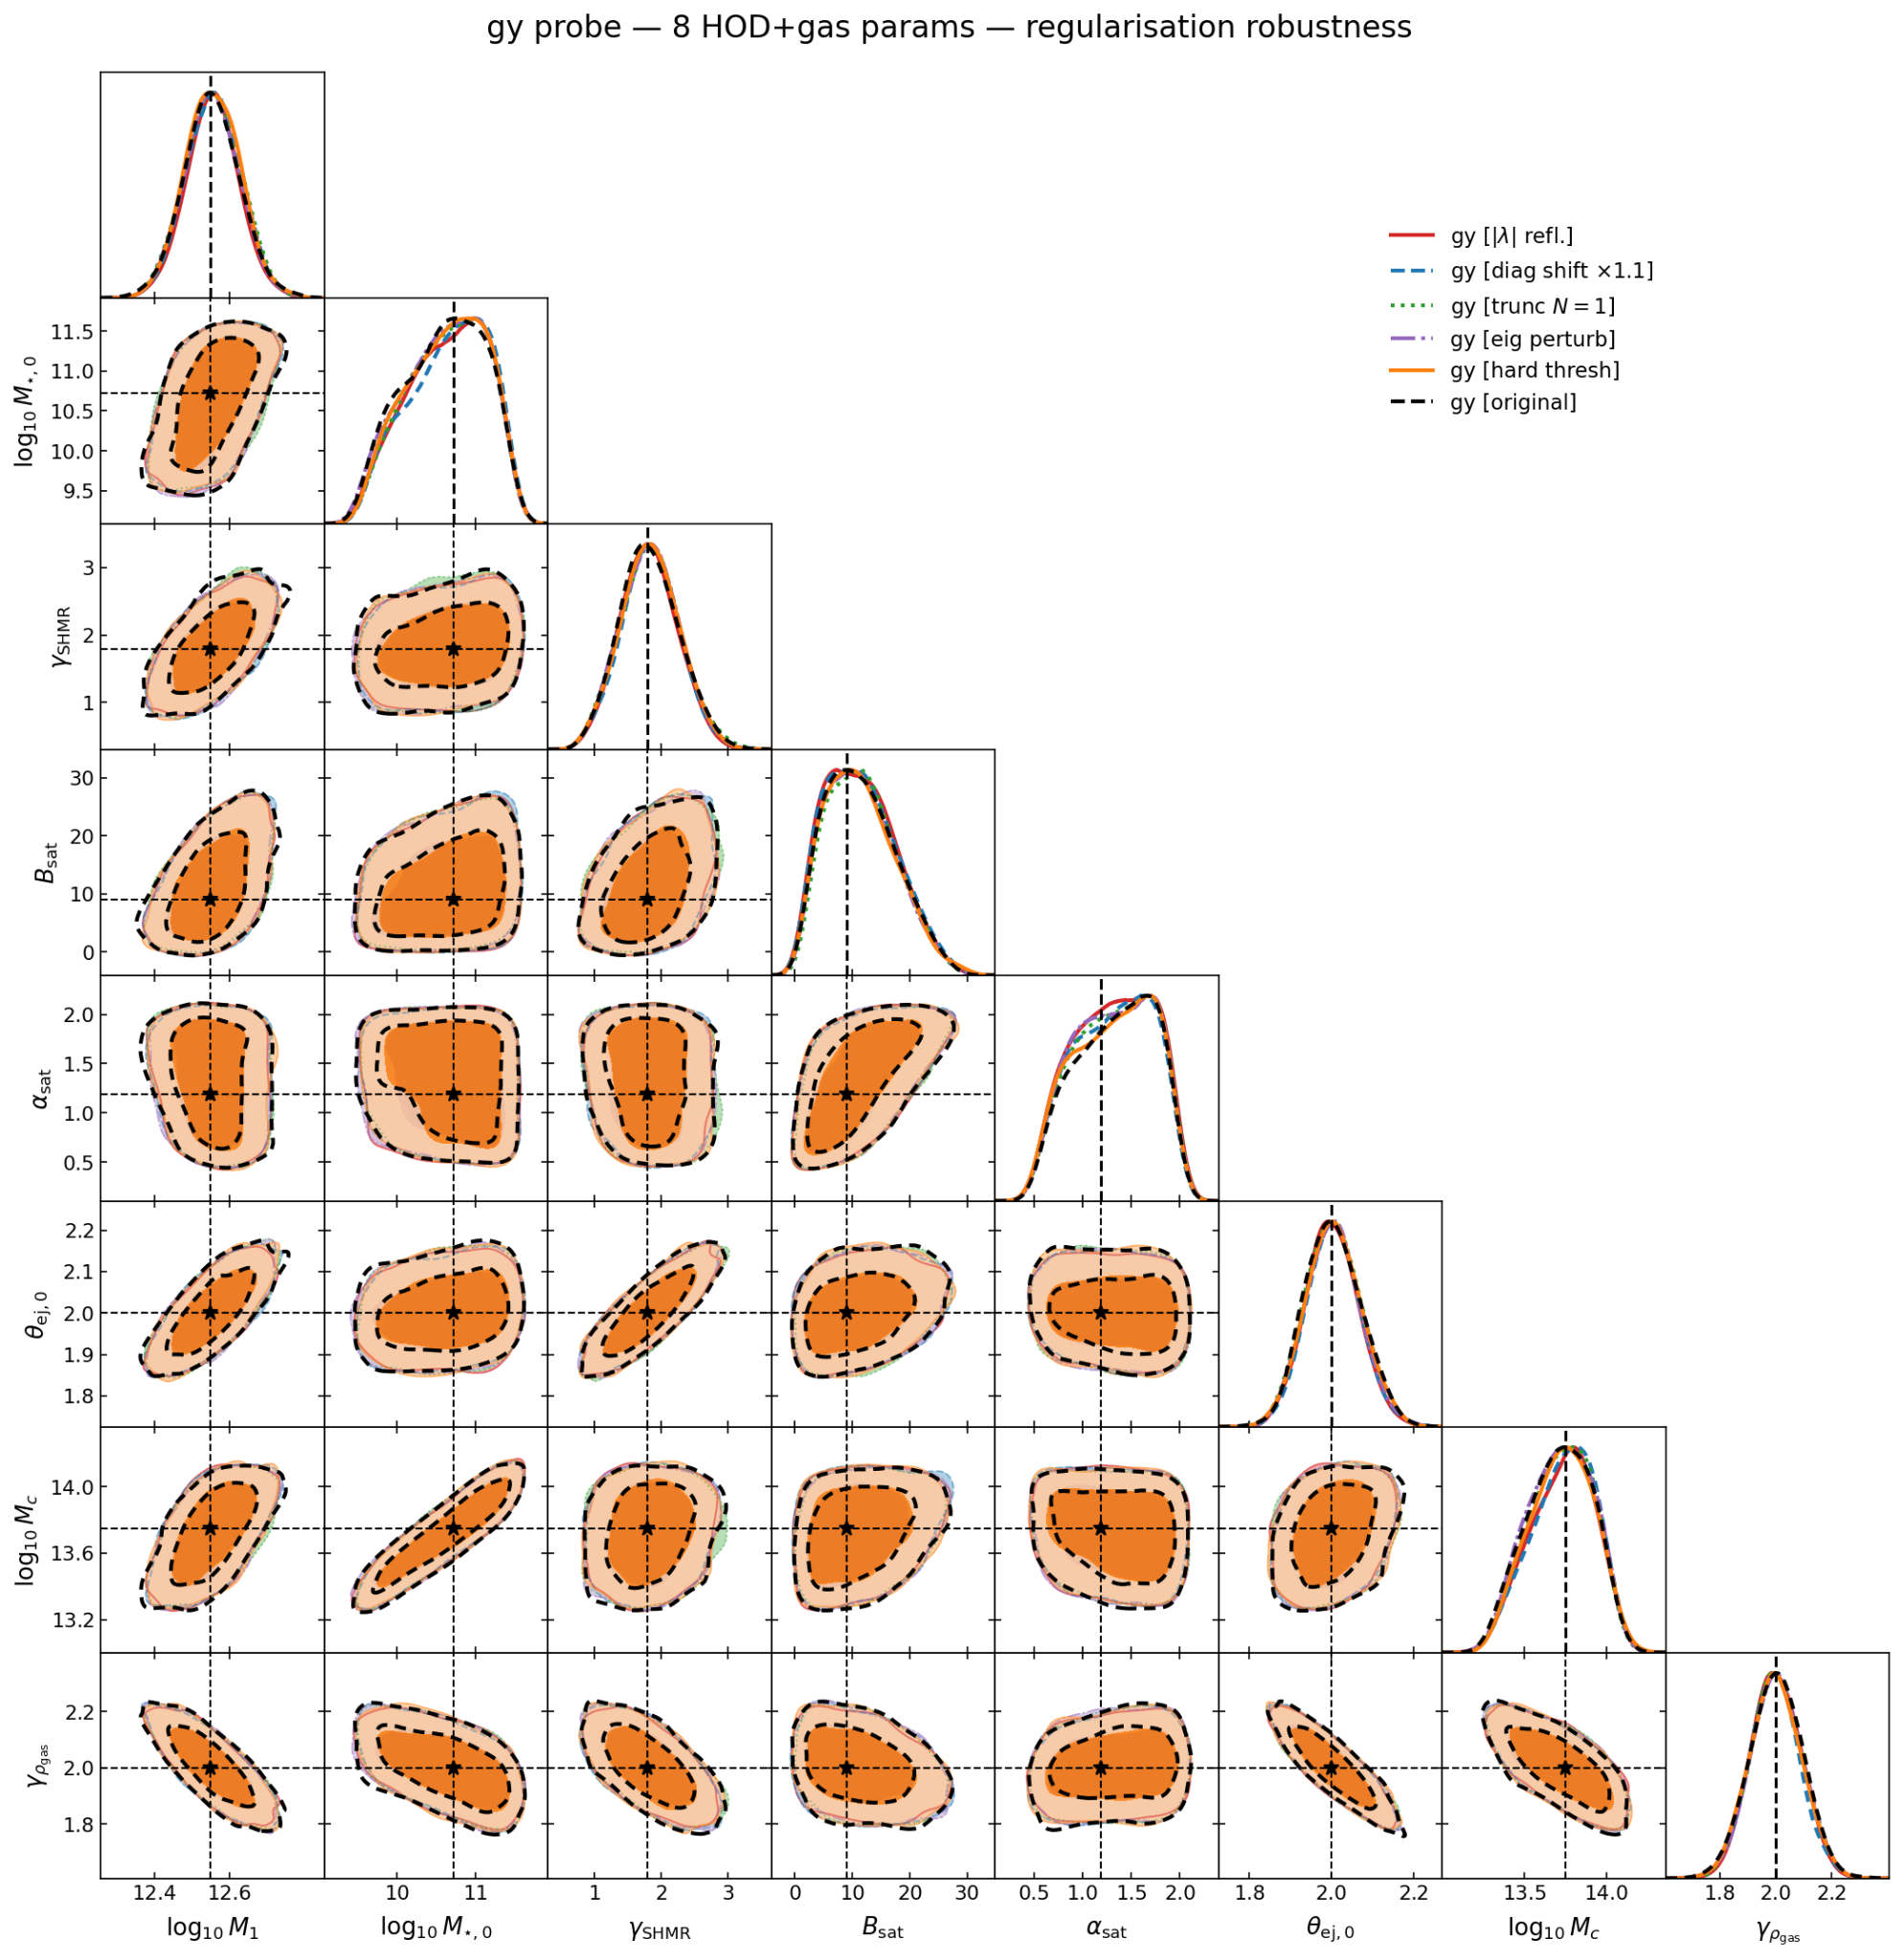 gy probe — 8 HOD+gas params — regularisation robustness
gy [|λ| refl.]
gy [diag shift ×1.1]
gy [trunc N = 1]
gy [eig perturb]
gy [hard thresh]
gy [original]
log₁₀ M⋆, 0
11.5
11.0
10.5
10.0
9.5
γSHMR
3
2
1
Bsat
30
20
10
0
αsat
2.0
1.5
1.0
0.5
θej, 0
2.2
2.1
2.0
1.9
1.8
log₁₀ Mc
14.0
13.6
13.2
γρgas
2.2
2.0
1.8
12.4 12.6 10 11 1 2 3 0 10 20 30 0.5 1.0 1.5 2.0 1.8 2.0 2.2 13.5 14.0 1.8 2.0 2.2
log₁₀ M₁ log₁₀ M⋆, 0 γSHMR Bsat αsat θej, 0 log₁₀ Mc γρgas